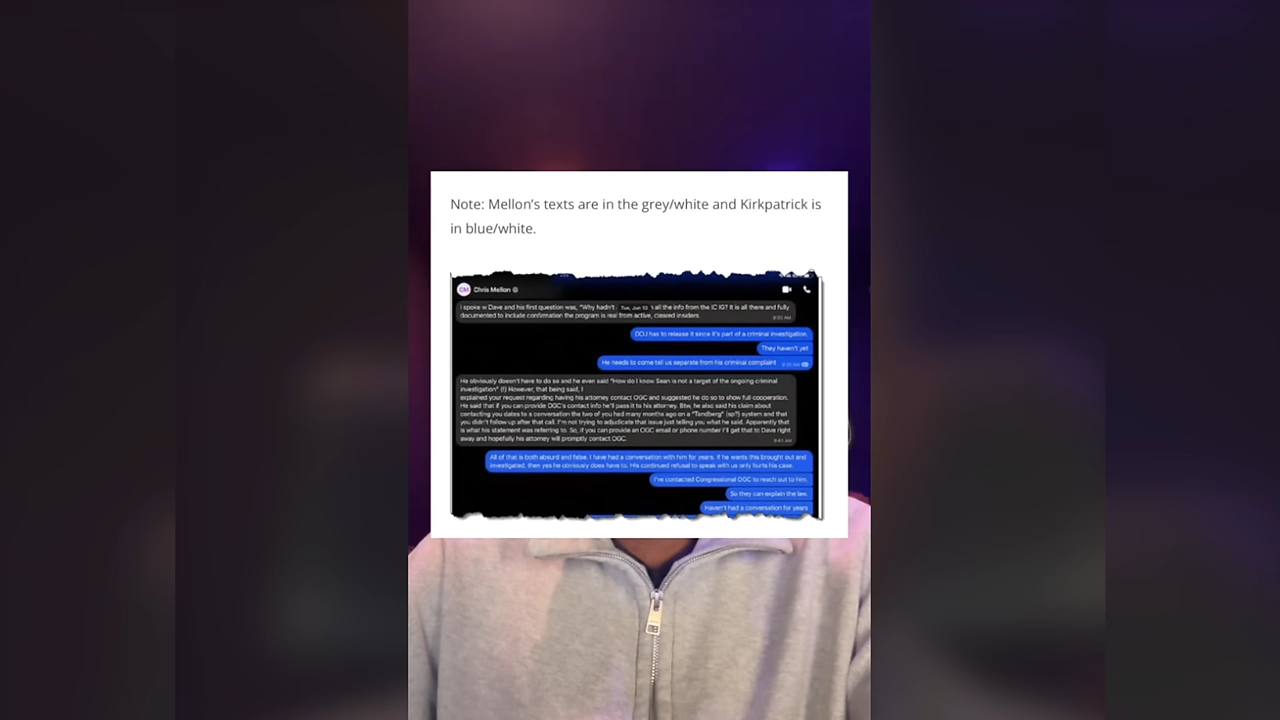 Note: Mellon's texts are in the grey/white and Kirkpatrick is
in blue/white.
CM Chris Mellon
I spoke w Dave and his first question was, "Why hadn't Tue, Jun 13 all the info from the IC IG? It is all there and fully
documented to include confirmation the program is real from active, cleared insiders.
DOJ has to release it since it's part of a criminal investigation.
They haven't yet
He needs to come tell us separate from his criminal complaint
He obviously doesn't have to do so and he even said "How do I know Sean is not a target of the ongoing criminal
investigation" (!) However, that being said, I
explained your request regarding having his attorney contact OGC and suggested he do so to show full cooperation.
He said that if you can provide OGC's contact info he'll pass it to his attorney. Btw, he also said his claim about
contacting you dates to a conversation the two of you had many months ago on a "Tandberg" (sp?) system and that
you didn't follow up after that call. I'm not trying to adjudicate that issue just telling you what he said. Apparently that
is what his statement was referring to. So, if you can provide an OGC email or phone number I'll get that to Dave right
away and hopefully his attorney will promptly contact OGC.
9:43 AM
All of that is both absurd and false. I have had a conversation with him for years. If he wants this brought out and
investigated, then yes he obviously does have to. His continued refusal to speak with us only hurts his case.
I've contacted Congressional OGC to reach out to him.
So they can explain the law.
Haven't had a conversation for years